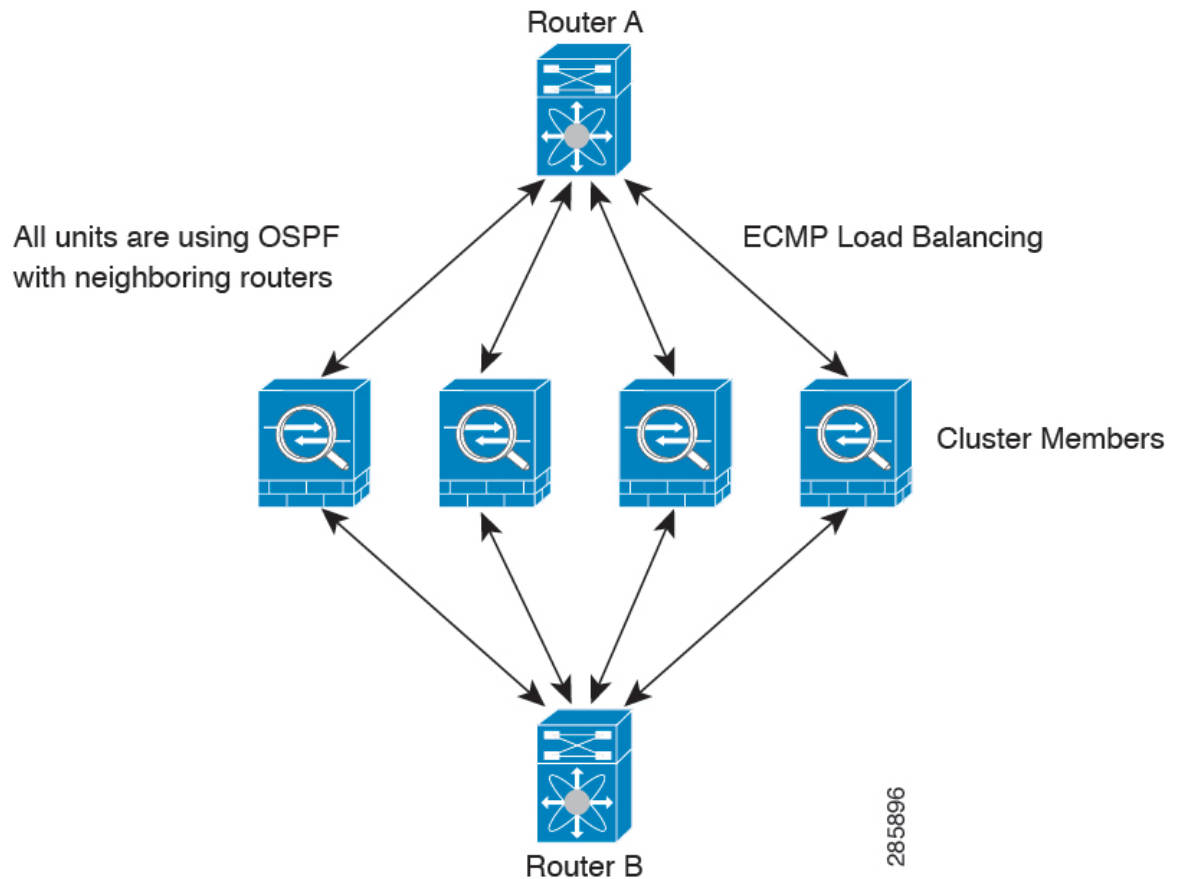 Router A
All units are using OSPF
with neighboring routers
ECMP Load Balancing
Cluster Members
285896
Router B